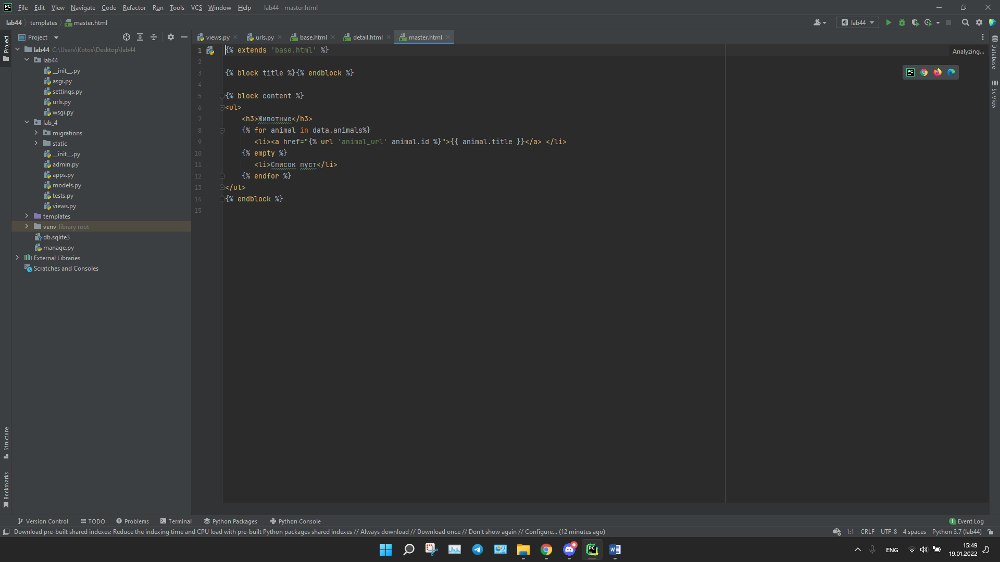 PC File Edit View Navigate Code Refactor Run Tools VCS Window Help lab44 - master.html
lab44 templates master.html
dj lab44
Project
Project
views.py urls.py base.html detail.html master.html
lab44 C:\Users\Kotos\Desktop\lab44
lab44
__init__.py
asgi.py
settings.py
urls.py
wsgi.py
lab_4
migrations
static
__init__.py
admin.py
apps.py
models.py
tests.py
views.py
templates
venv library root
db.sqlite3
manage.py
External Libraries
Scratches and Consoles
1 {% extends 'base.html' %}
2
3 {% block title %}{% endblock %}
4
5 {% block content %}
6 <ul>
7 <h3>Животные</h3>
8 {% for animal in data.animals%}
9 <li><a href="{% url 'animal_url' animal.id %}">{{ animal.title }}</a> </li>
10 {% empty %}
11 <li>Список пуст</li>
12 {% endfor %}
13 </ul>
14 {% endblock %}
15
Analyzing...
PC
Database
SciView
Structure
Bookmarks
Version Control TODO Problems Terminal Python Packages Python Console 1 Event Log
Download pre-built shared indexes: Reduce the indexing time and CPU load with pre-built Python packages shared indexes // Always download // Download once // Don't show again // Configure... (12 minutes ago) 1:1 CRLF UTF-8 4 spaces Python 3.7 (lab44)
PC W ENG 15:49
19.01.2022